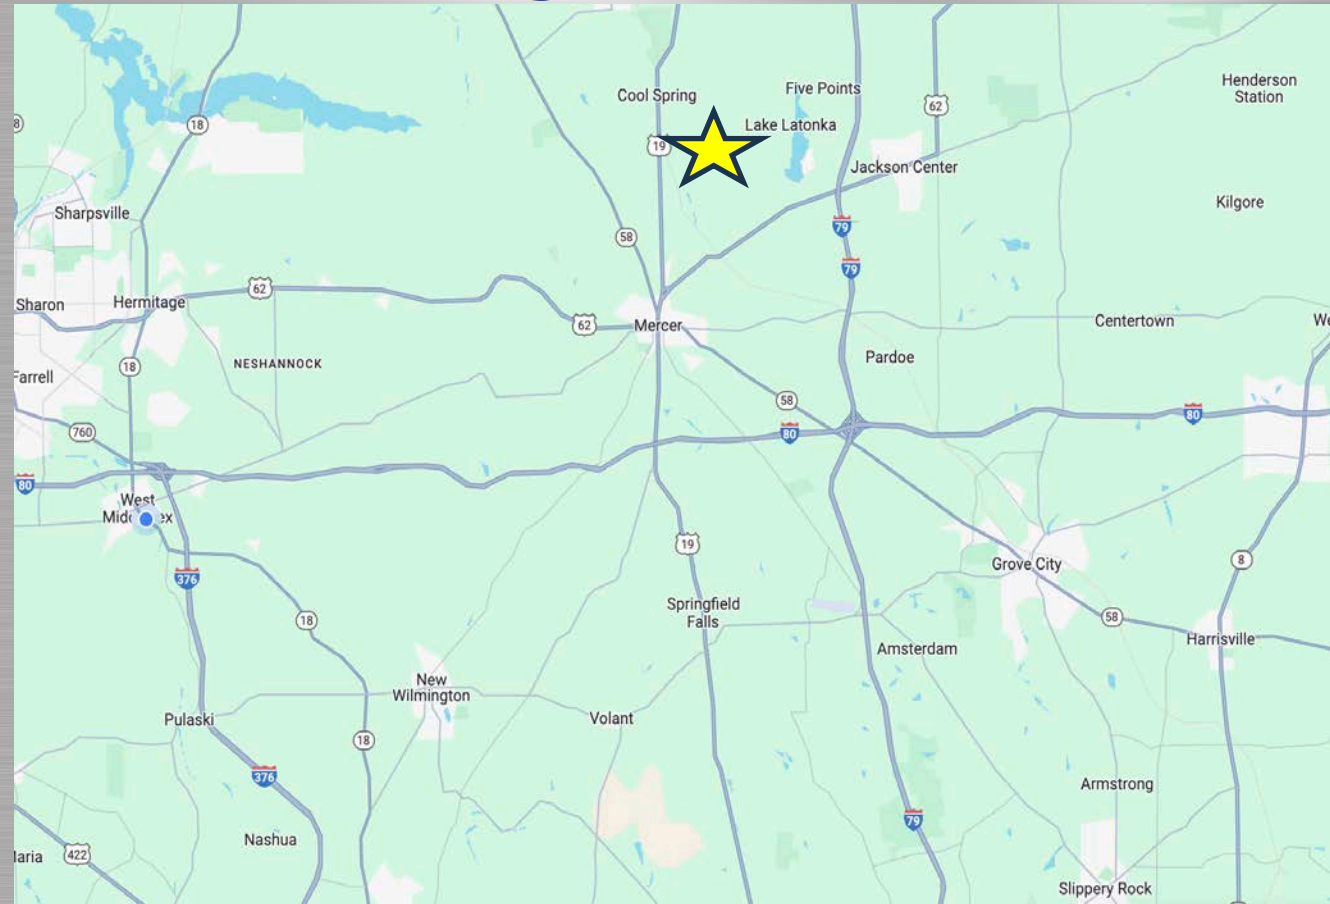 Henderson
Station
Five Points
Cool Spring
62
18
8
Lake Latonka
19
Jackson Center
Kilgore
Sharpsville
79
58
79
62
Sharon
Hermitage
62
Mercer
Centertown
We
Pardoe
NESHANNOCK
18
Farrell
58
80
760
80
80
West
19
8
Grove City
376
Springfield
Falls
18
58
Harrisville
Amsterdam
New
Wilmington
Pulaski
Volant
18
376
Armstrong
79
Nashua
422
laria
Slippery Rock